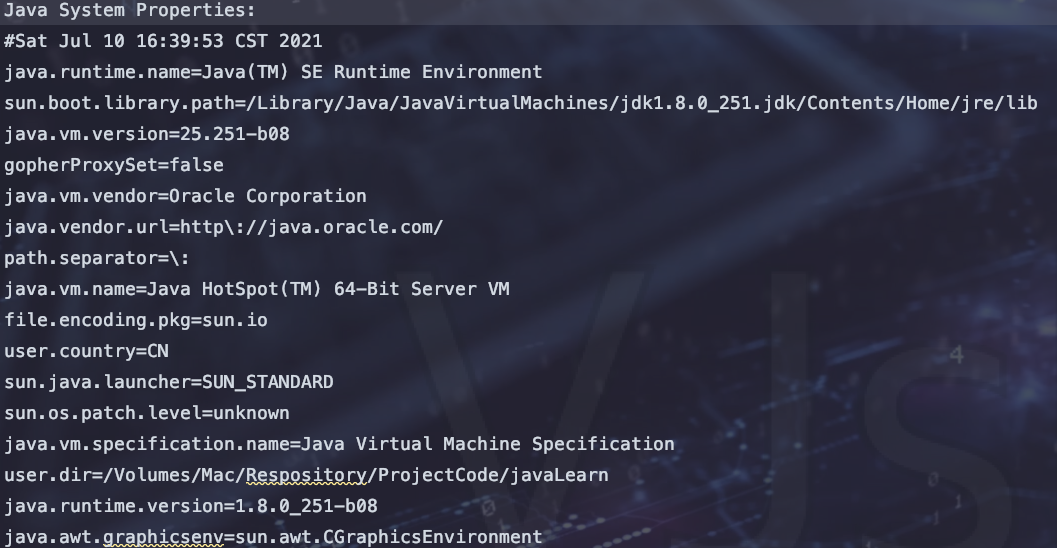 Java System Properties:
#Sat Jul 10 16:39:53 CST 2021
java.runtime.name=Java(TM) SE Runtime Environment
sun.boot.library.path=/Library/Java/JavaVirtualMachines/jdk1.8.0_251.jdk/Contents/Home/jre/lib
java.vm.version=25.251-b08
gopherProxySet=false
java.vm.vendor=Oracle Corporation
java.vendor.url=http\://java.oracle.com/
path.separator=\:
java.vm.name=Java HotSpot(TM) 64-Bit Server VM
file.encoding.pkg=sun.io
user.country=CN
sun.java.launcher=SUN_STANDARD
sun.os.patch.level=unknown
java.vm.specification.name=Java Virtual Machine Specification
user.dir=/Volumes/Mac/Respository/ProjectCode/javaLearn
java.runtime.version=1.8.0_251-b08
java.awt.graphicsenv=sun.awt.CGraphicsEnvironment